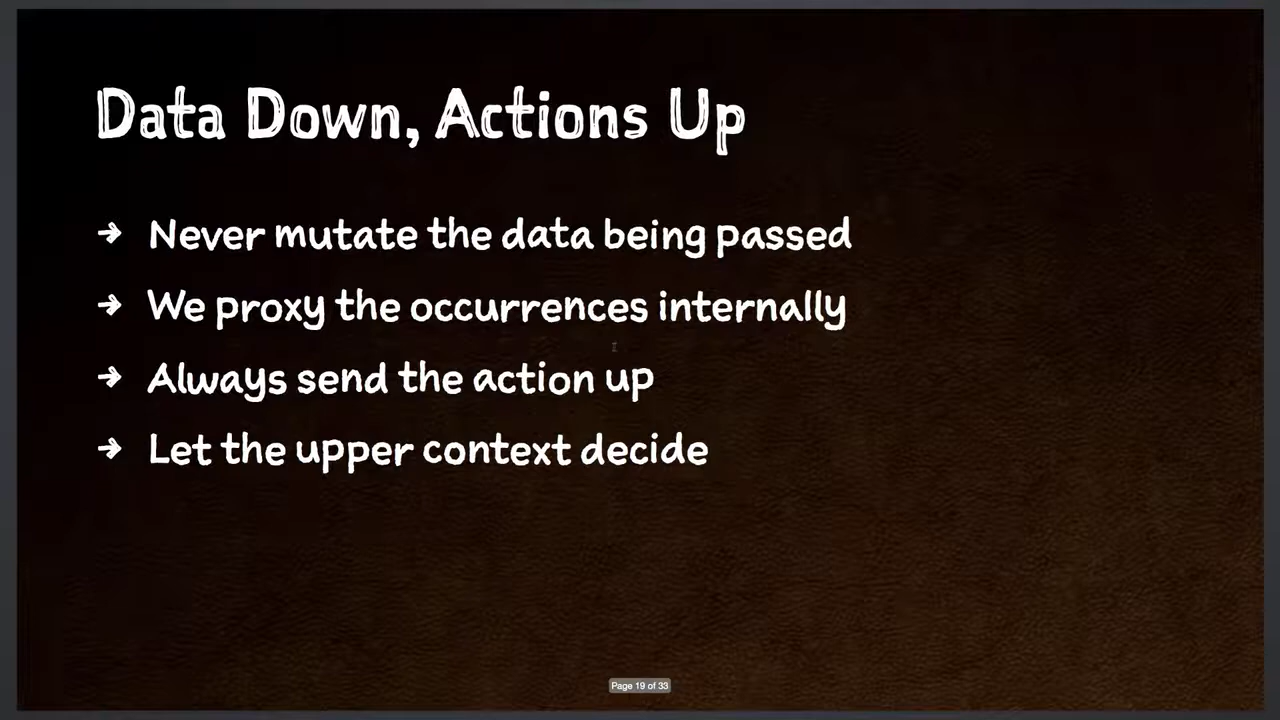 Data Down, Actions Up
→ Never mutate the data being passed
→ We proxy the occurrences internally
→ Always send the action up
→ Let the upper context decide
Page 19 of 33